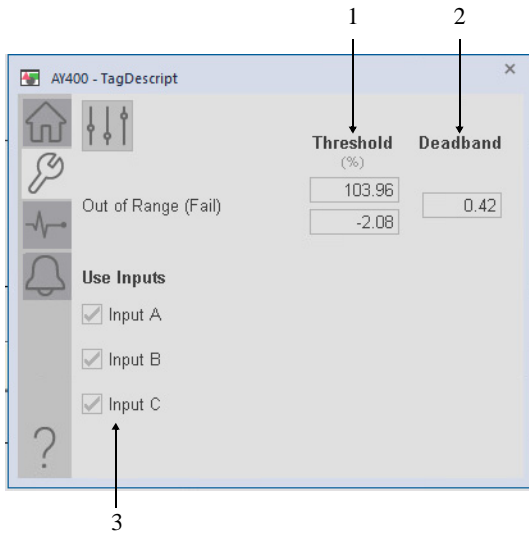 1 2
AY400 - TagDescript ×
Threshold Deadband
(%)
103.96
Out of Range (Fail) 0.42
-2.08
Use Inputs
Input A
Input B
Input C
?
3